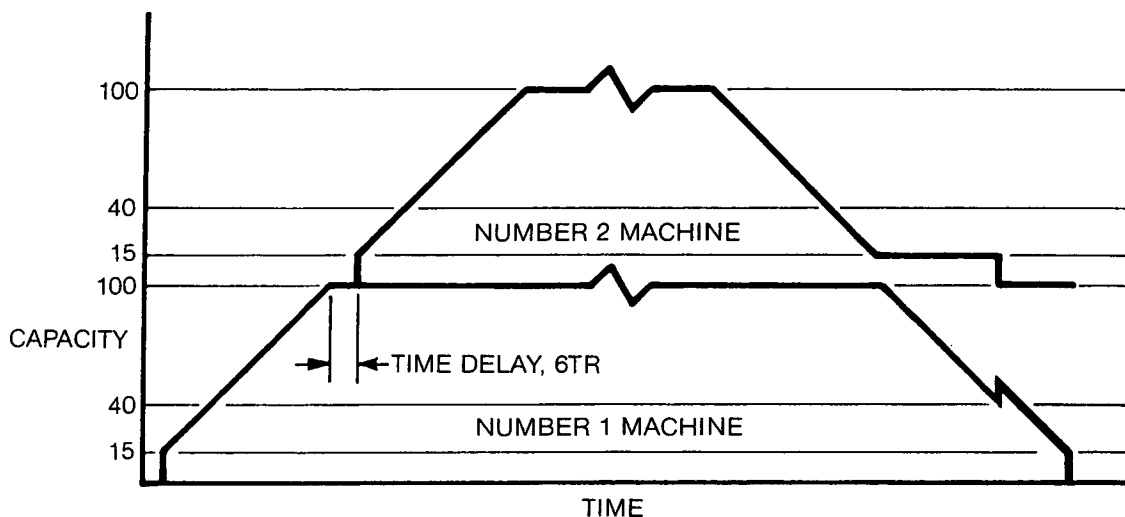 100
40
NUMBER 2 MACHINE
15
100
CAPACITY
TIME DELAY, 6TR
40
NUMBER 1 MACHINE
15
TIME